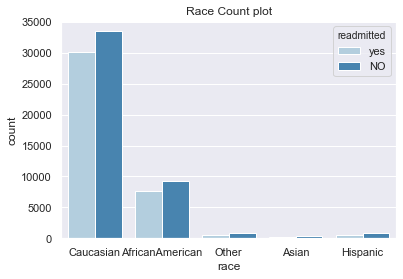 Race Count plot
35000
30000
25000
20000
15000
10000
5000
0
count
readmitted
yes
NO
Caucasian AfricanAmerican Other Asian Hispanic
race